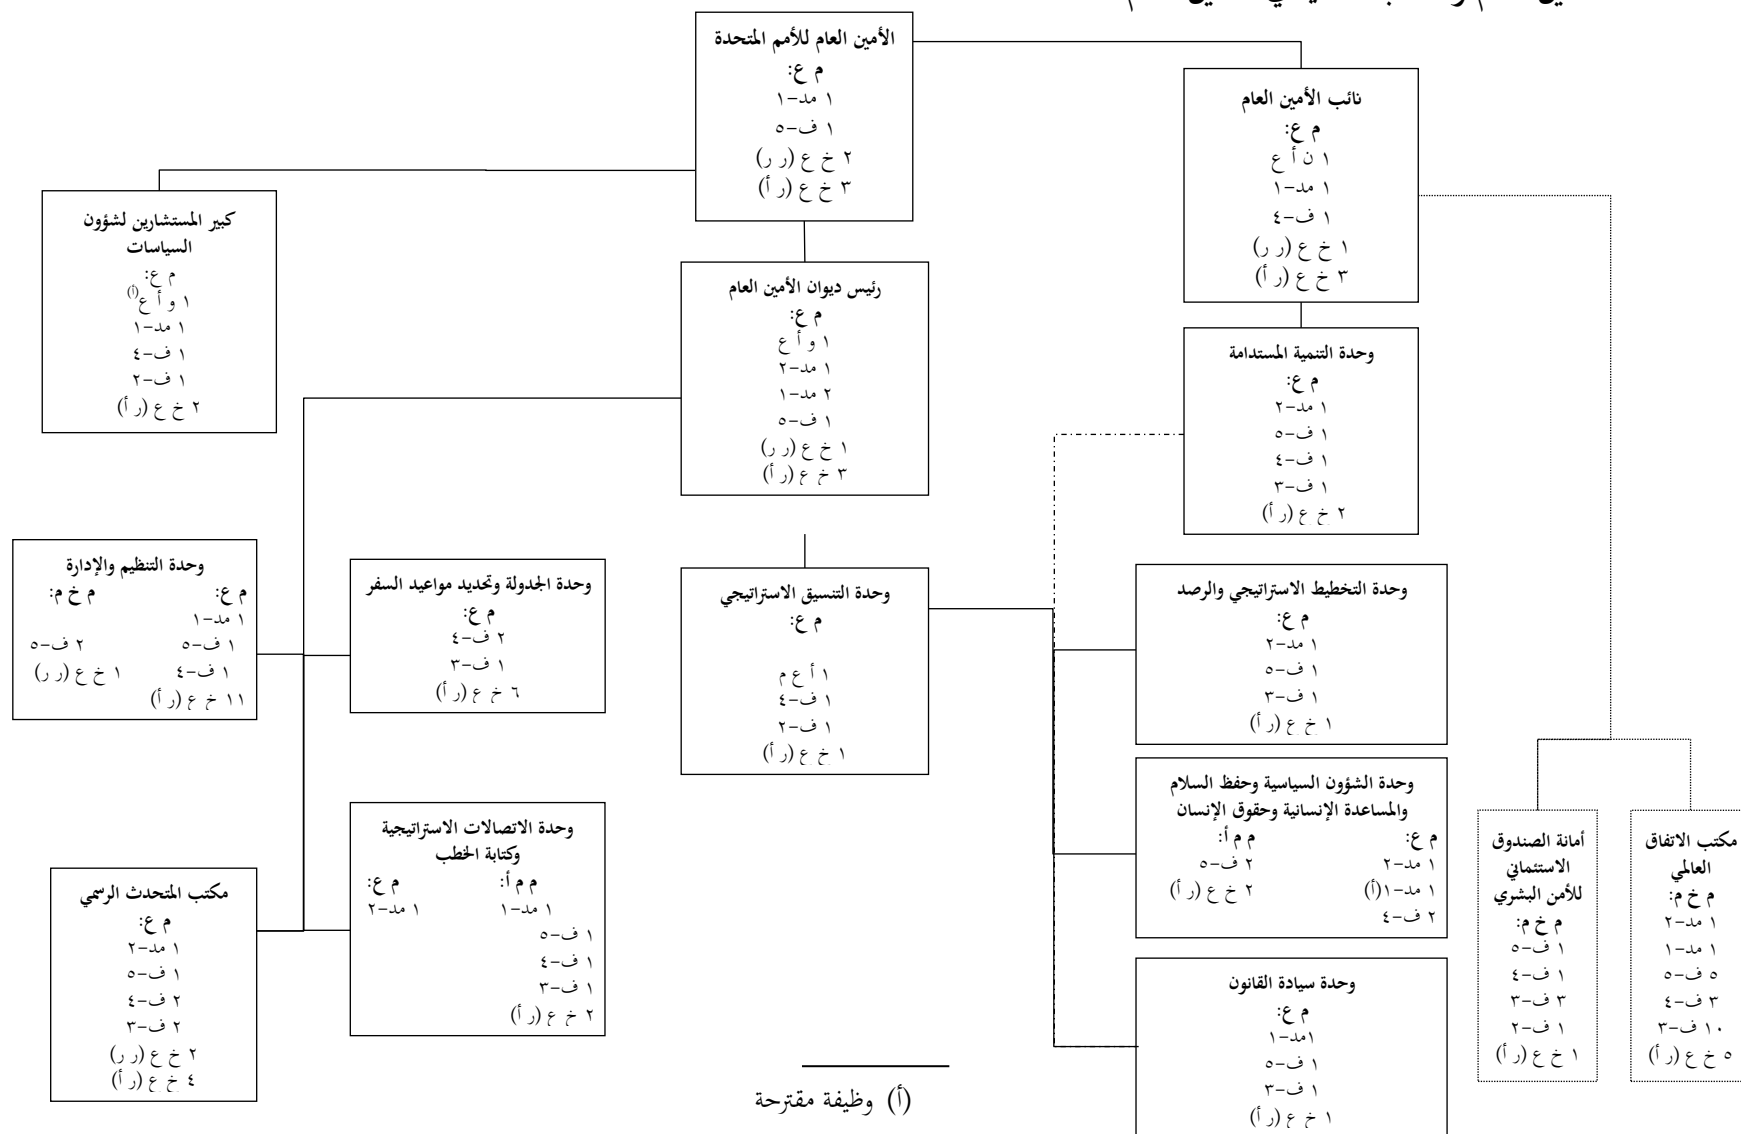 الأمين العام للأمم المتحدة
م ع:
١ مد-١
١ ف-٥
٢ خ ع (ر ر)
٣ خ ع (ر أ)
نائب الأمين العام
م ع:
١ ن أ ع
١ مد-١
١ ف-٤
١ خ ع (ر ر)
٣ خ ع (ر أ)
كبير المستشارين لشؤون
السياسات
م ع:
١ و أ ع(أ)
١ مد-١
١ ف-٤
١ ف-٢
٢ خ ع (ر أ)
رئيس ديوان الأمين العام
م ع:
١ و أ ع
١ مد-٢
٢ مد-١
١ ف-٥
١ خ ع (ر ر)
٣ خ ع (ر أ)
وحدة التنمية المستدامة
م ع:
١ مد-٢
١ ف-٥
١ ف-٤
١ ف-٣
٢ خ ع (ر أ)
وحدة التنظيم والإدارة
م ع: م خ م:
١ مد-١
١ ف-٥ ٢ ف-٥
١ ف-٤ ١ خ ع (ر ر)
١١ خ ع (ر أ)
وحدة الجدولة وتحديد مواعيد السفر
م ع:
٢ ف-٤
١ ف-٣
٦ خ ع (ر أ)
وحدة التنسيق الاستراتيجي
م ع:
١ أ ع م
١ ف-٤
١ ف-٢
١ خ ع (ر أ)
وحدة التخطيط الاستراتيجي والرصد
م ع:
١ مد-٢
١ ف-٥
١ ف-٣
١ خ ع (ر أ)
وحدة الشؤون السياسية وحفظ السلام
والمساعدة الإنسانية وحقوق الإنسان
م ع: م م أ:
١ مد-٢ ٢ ف-٥
١ مد-١(أ) ٢ خ ع (ر أ)
٢ ف-٤
وحدة سيادة القانون
م ع:
١مد-١
١ ف-٥
١ ف-٣
١ خ ع (ر أ)
وحدة الاتصالات الاستراتيجية
وكتابة الخطب
م م أ: م ع:
١ مد-١ ١ مد-٢
١ ف-٥
١ ف-٤
١ ف-٣
٢ خ ع (ر أ)
مكتب المتحدث الرسمي
م ع:
١ مد-٢
١ ف-٥
٢ ف-٤
٢ ف-٣
٢ خ ع (ر ر)
٤ خ ع (ر أ)
مكتب الاتفاق
العالمي
م خ م:
١ مد-٢
١ مد-١
٥ ف-٥
٣ ف-٤
١٠ ف-٣
٥ خ ع (ر أ)
أمانة الصندوق
الاستئماني
للأمن البشري
م خ م:
١ ف-٥
١ ف-٤
٣ ف-٣
١ ف-٢
١ خ ع (ر أ)
(أ) وظيفة مقترحة